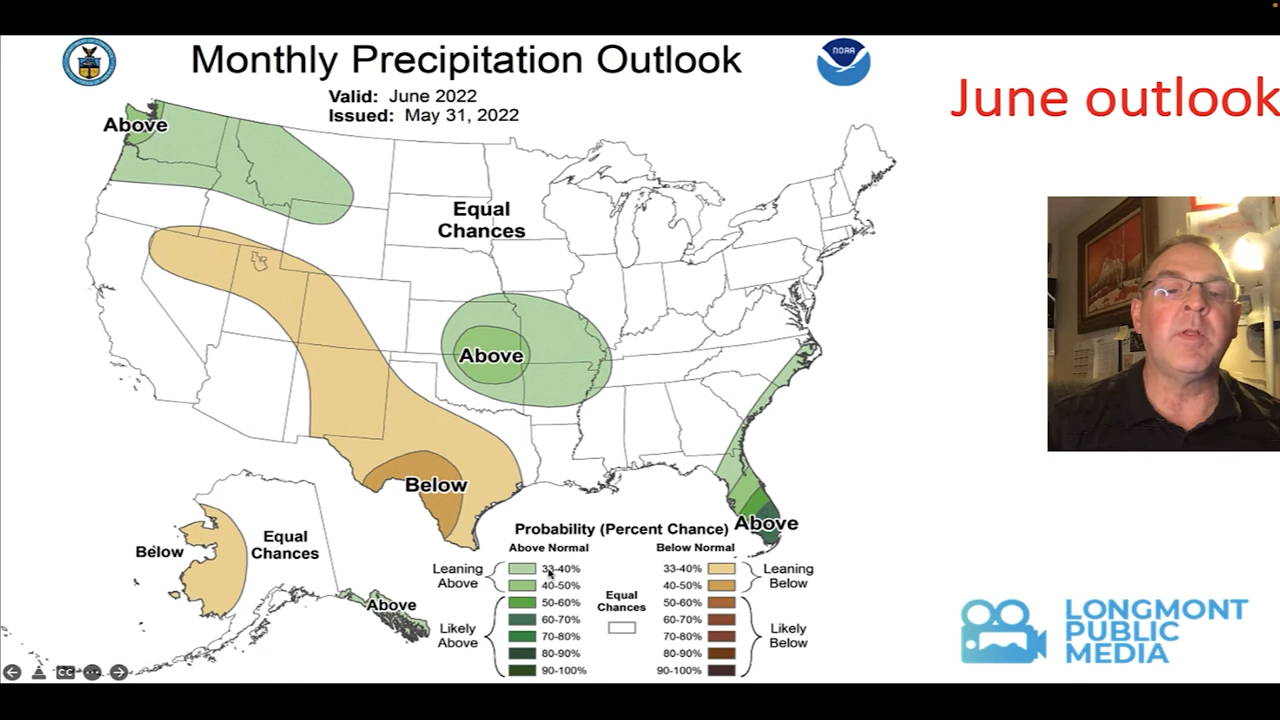 Monthly Precipitation Outlook
NOAA
June outlook
Valid: June 2022
Issued: May 31, 2022
Above
Equal
Chances
Above
Below
Above
Below
Equal
Chances
Above
Probability (Percent Chance)
Above Normal
Below Normal
Leaning
Above
33-40%
40-50%
Likely
Above
50-60%
60-70%
70-80%
80-90%
90-100%
Equal
Chances
33-40%
40-50%
Leaning
Below
50-60%
60-70%
70-80%
80-90%
90-100%
Likely
Below
LONGMONT
PUBLIC
MEDIA
CC